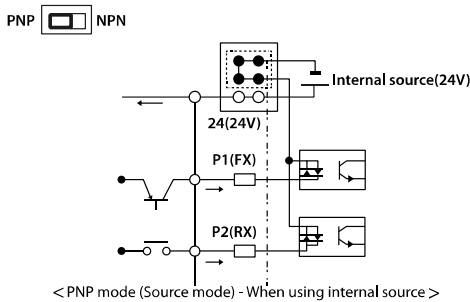 PNP NPN
Internal source(24V)
24(24V)
P1(FX)
P2(RX)
< PNP mode (Source mode) - When using internal source >